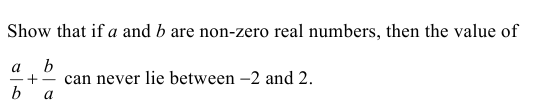 Show that if a and b are non-zero real numbers, then the value of
a/b + b/a can never lie between −2 and 2.